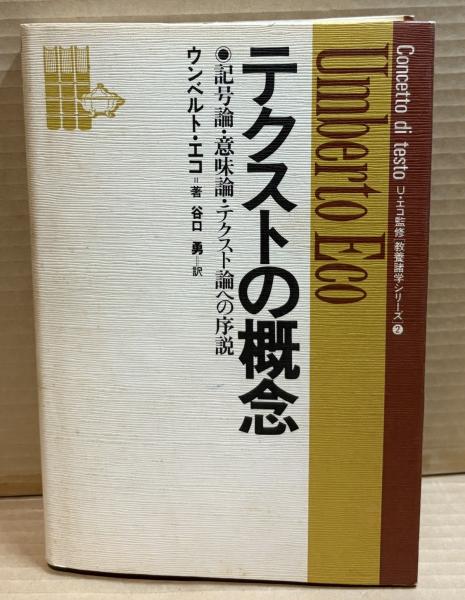 Concetto di testo U・エコ監修［教養諸学シリーズ］2
Umberto Eco
テクストの概念
◉記号論・意味論・テクスト論への序説
ウンベルト・エコ=著 谷口 勇=訳